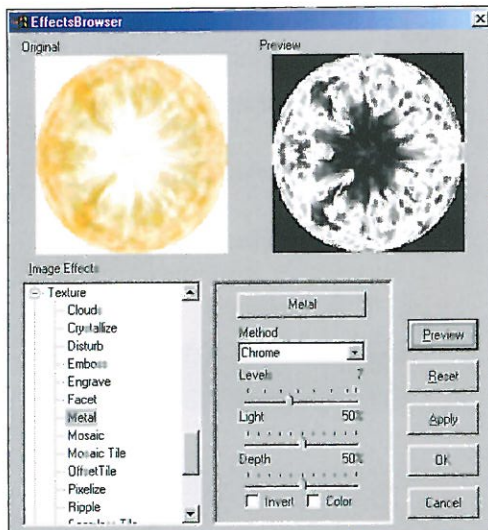 EffectsBrowser
Original
Preview
Image Effects
Texture
Clouds
Crystallize
Disturb
Emboss
Engrave
Facet
Metal
Mosaic
Mosaic Tile
OffsetTile
Pixelize
Ripple
Metal
Method
Chrome
Levels 7
Light 50%
Depth 50%
Invert Color
Preview
Reset
Apply
OK
Cancel